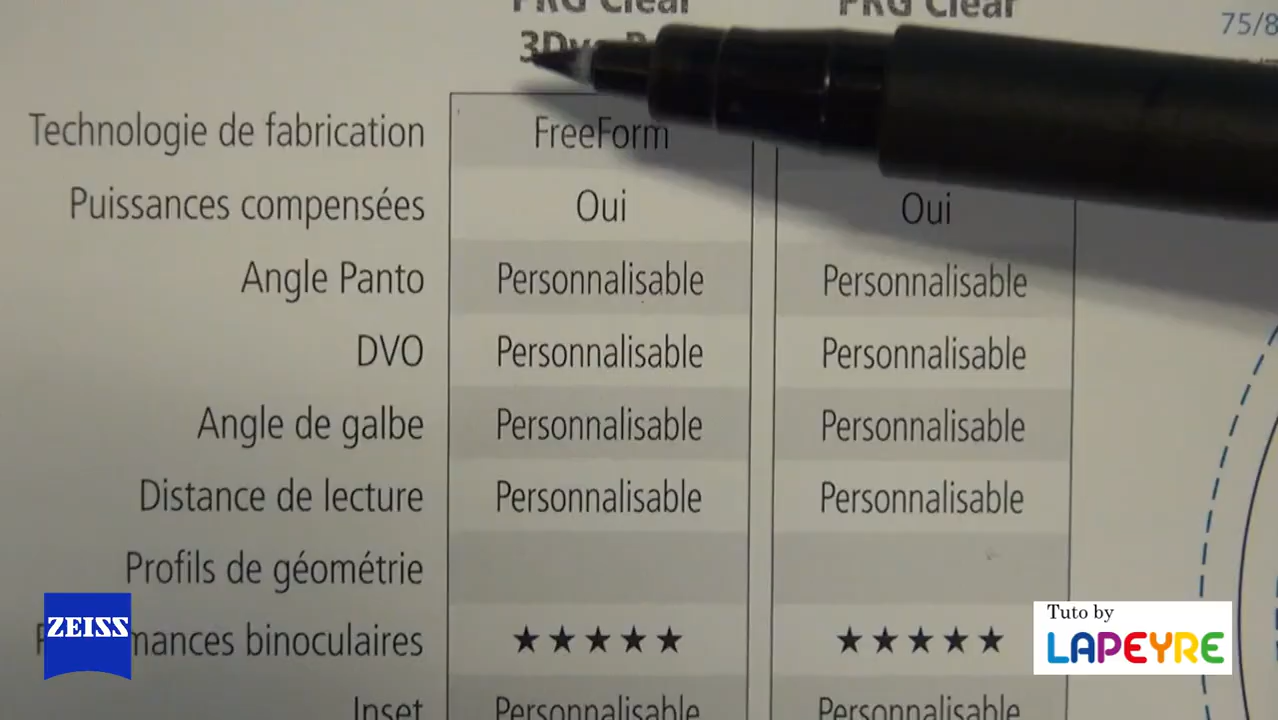 PRG Clear PRG Clear
75/8
Technologie de fabrication FreeForm
Puissances compensées Oui Oui
Angle Panto Personnalisable Personnalisable
DVO Personnalisable Personnalisable
Angle de galbe Personnalisable Personnalisable
Distance de lecture Personnalisable Personnalisable
Profils de géométrie
binoculaires ★★★★★ ★★★★★
Inset Personnalisable Personnalisable
ZEISS
Tuto by
LAPEYRE